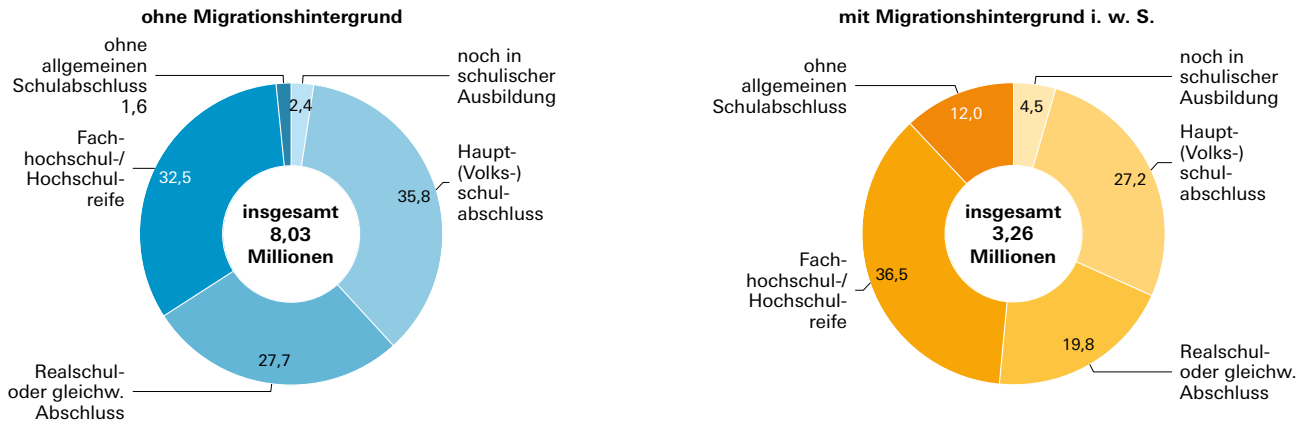 ohne Migrationshintergrund
ohne
allgemeinen
Schulabschluss
1,6
2,4
noch in
schulischer
Ausbildung
Fach-
hochschul-/
Hochschul-
reife
32,5
35,8
Haupt-
(Volks-)
schul-
abschluss
insgesamt
8,03
Millionen
27,7
Realschul-
oder gleichw.
Abschluss
mit Migrationshintergrund i. w. S.
ohne
allgemeinen
Schulabschluss
12,0
4,5
noch in
schulischer
Ausbildung
27,2
Haupt-
(Volks-)
schul-
abschluss
insgesamt
3,26
Millionen
Fach-
hochschul-/
Hochschul-
reife
36,5
19,8
Realschul-
oder gleichw.
Abschluss